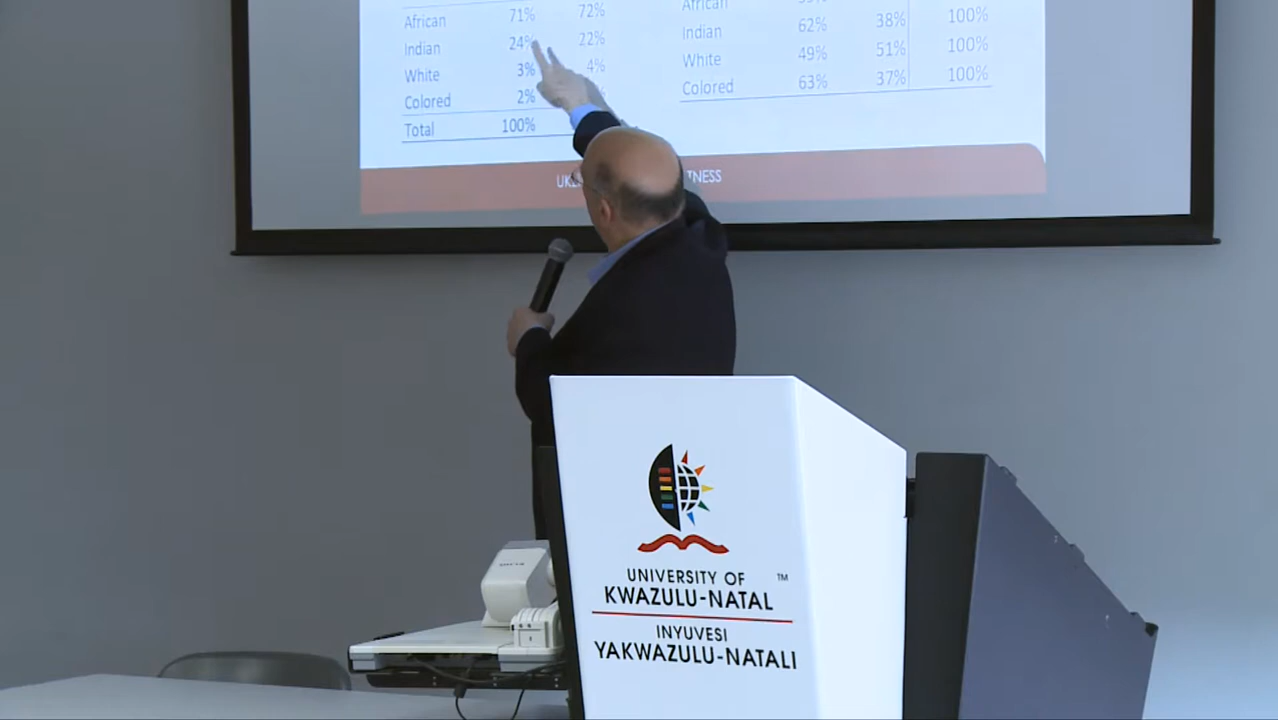 African 71% 72%
Indian 24% 22%
White 3% 4%
Colored 2%
Total 100%
African
Indian 62% 38% 100%
White 49% 51% 100%
Colored 63% 37% 100%
UNIVERSITY OF ™
KWAZULU-NATAL
INYUVESI
YAKWAZULU-NATALI